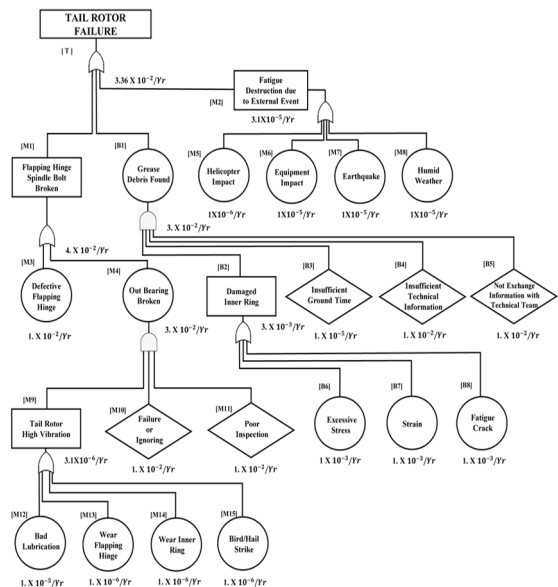 TAIL ROTOR
FAILURE
[T]
3.36 X 10⁻²/Yr
Fatigue
Destruction due
to External Event
[M2]
3.1X10⁻⁵/Yr
[M1]
Flapping Hinge
Spindle Bolt
Broken
[B1]
Grease
Debris Found
[M5]
Helicopter
Impact
1X10⁻⁶/Yr
[M6]
Equipment
Impact
1X10⁻⁵/Yr
[M7]
Earthquake
1X10⁻⁵/Yr
[M8]
Humid
Weather
1X10⁻⁵/Yr
4. X 10⁻²/Yr
3. X 10⁻²/Yr
[M3]
Defective
Flapping
Hinge
1. X 10⁻²/Yr
[M4]
Out Bearing
Broken
3. X 10⁻²/Yr
[B2]
Damaged
Inner Ring
3. X 10⁻³/Yr
[B3]
Insufficient
Ground Time
1. X 10⁻⁵/Yr
[B4]
Insufficient
Technical
Information
1. X 10⁻²/Yr
[B5]
Not Exchange
Information with
Technical Team
1. X 10⁻²/Yr
[M9]
Tail Rotor
High Vibration
3.1X10⁻⁶/Yr
[M10]
Failure
or
Ignoring
1. X 10⁻²/Yr
[M11]
Poor
Inspection
1. X 10⁻²/Yr
[B6]
Excessive
Stress
1 X 10⁻³/Yr
[B7]
Strain
1. X 10⁻³/Yr
[B8]
Fatigue
Crack
1. X 10⁻³/Yr
[M12]
Bad
Lubrication
1. X 10⁻⁵/Yr
[M13]
Wear
Flapping
Hinge
1. X 10⁻⁶/Yr
[M14]
Wear Inner
Ring
1. X 10⁻⁶/Yr
[M15]
Bird/Hail
Strike
1. X 10⁻⁶/Yr